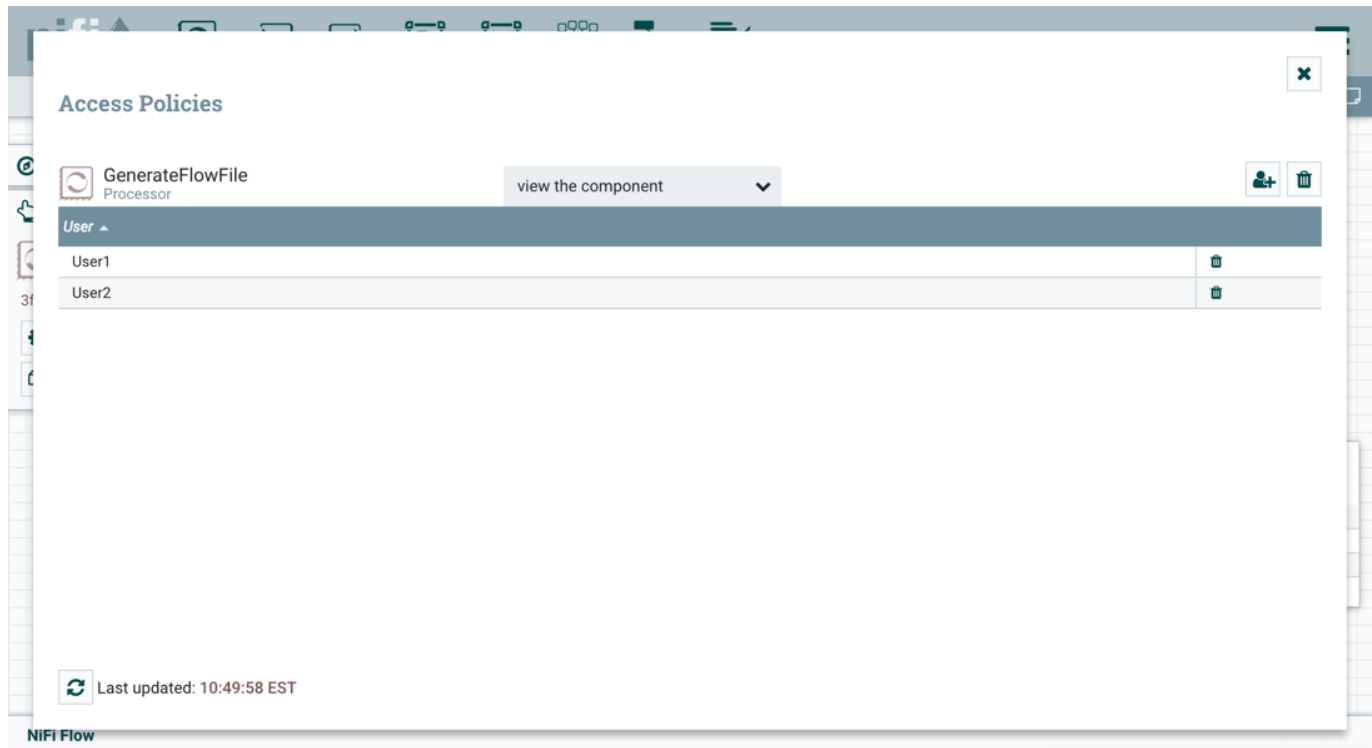 Access Policies
GenerateFlowFile
Processor
view the component
User
User1
User2
Last updated: 10:49:58 EST
NiFi Flow